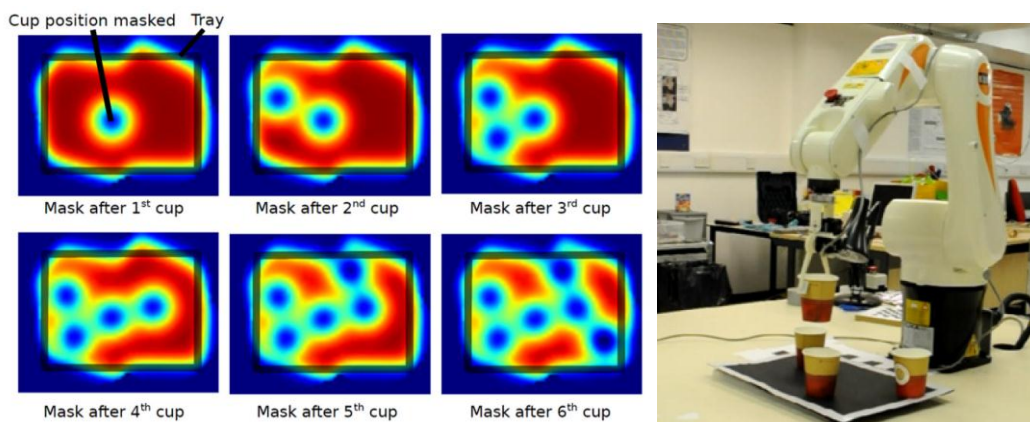 Cup position masked Tray
Mask after 1st cup
Mask after 2nd cup
Mask after 3rd cup
Mask after 4th cup
Mask after 5th cup
Mask after 6th cup